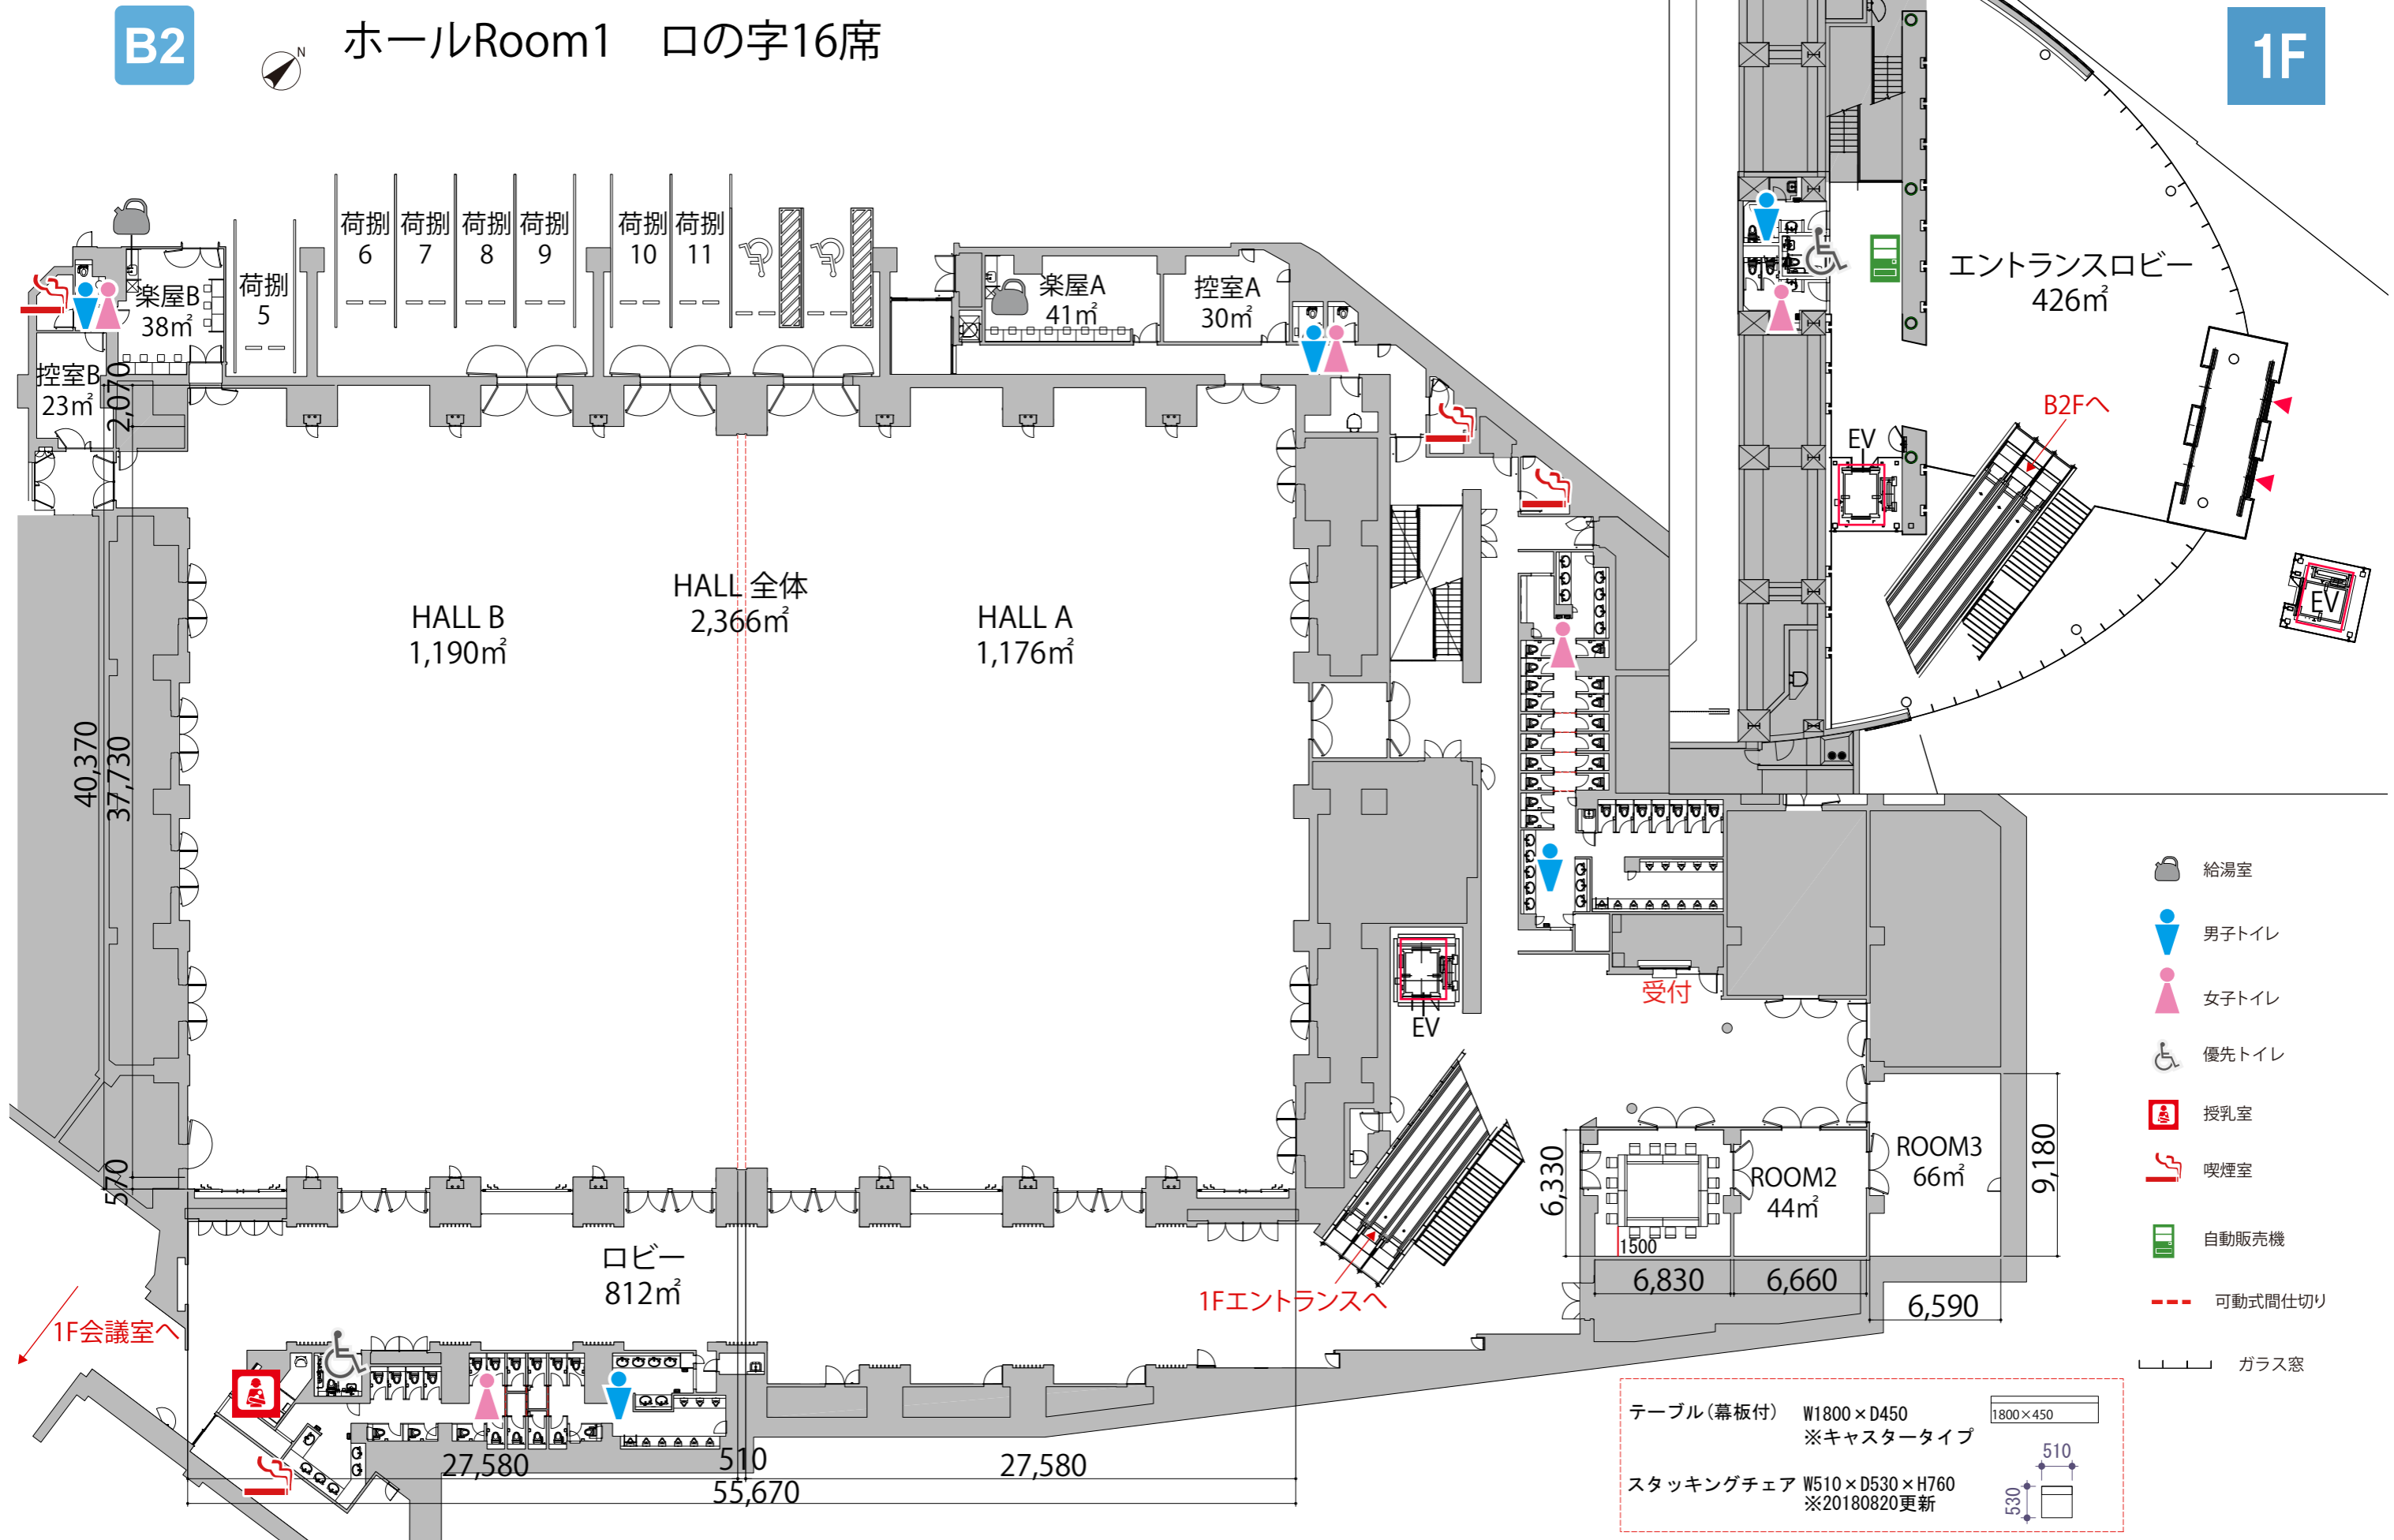 B2
N
ホールRoom1　ロの字16席
1F
荷捌
5
荷捌
6
荷捌
7
荷捌
8
荷捌
9
荷捌
10
荷捌
11
楽屋B
38㎡
控室B
23㎡
楽屋A
41㎡
控室A
30㎡
エントランスロビー
426㎡
B2Fへ
EV
EV
2,070
40,370
37,730
570
HALL B
1,190㎡
HALL 全体
2,366㎡
HALL A
1,176㎡
受付
EV
6,330
1500
ROOM2
44㎡
ROOM3
66㎡
9,180
6,830
6,660
6,590
ロビー
812㎡
1Fエントランスへ
1F会議室へ
27,580
510
27,580
55,670
給湯室
男子トイレ
女子トイレ
優先トイレ
授乳室
喫煙室
自動販売機
可動式間仕切り
ガラス窓
テーブル（幕板付） W1800×D450
※キャスタータイプ
1800×450
スタッキングチェア W510×D530×H760
※20180820更新
510
530